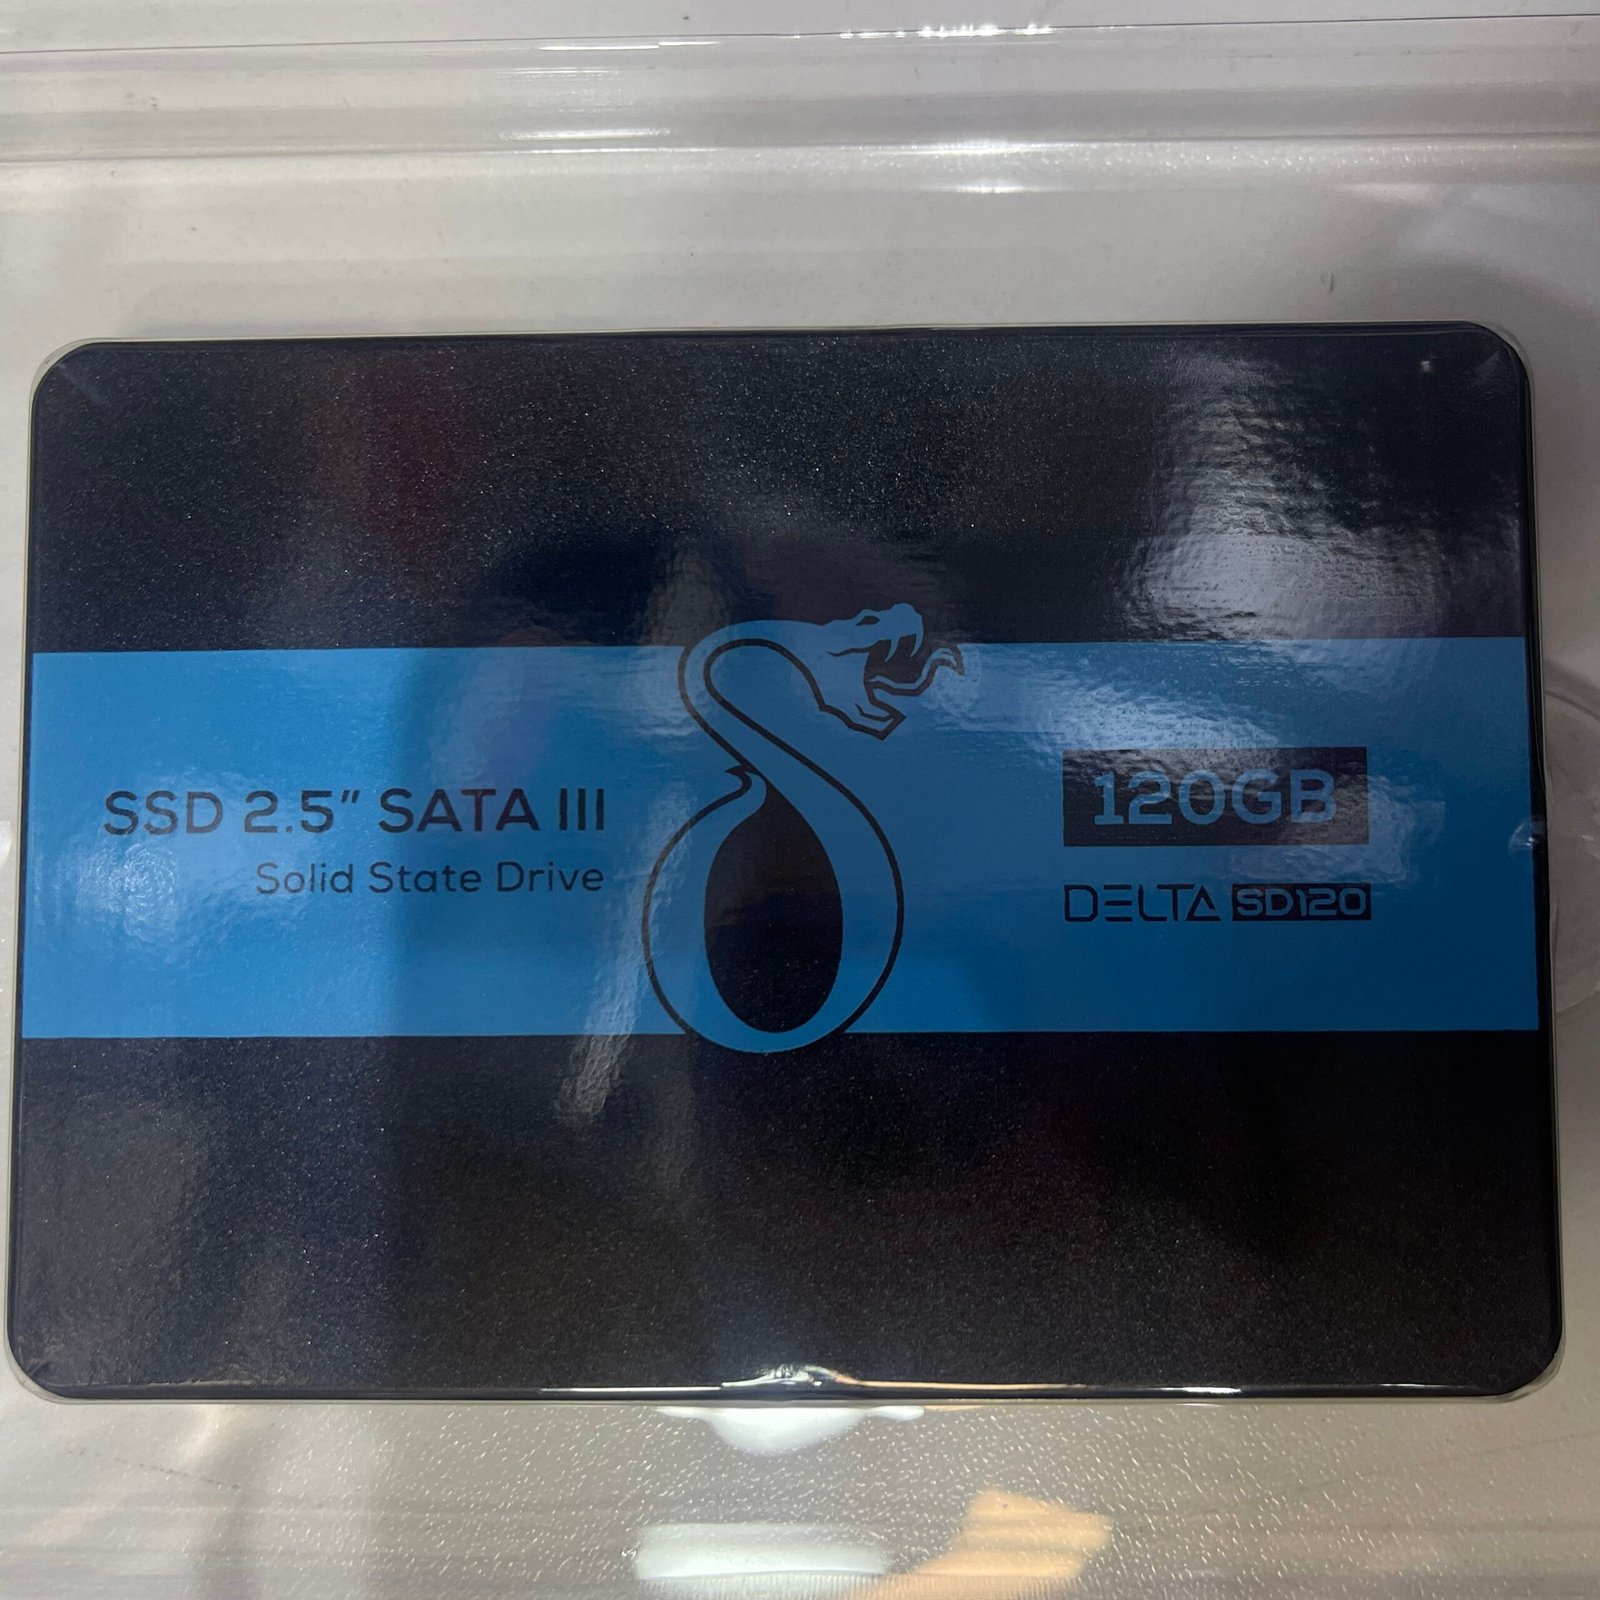 SSD 2.5" SATA III
Solid State Drive
120GB
DELTA SD120